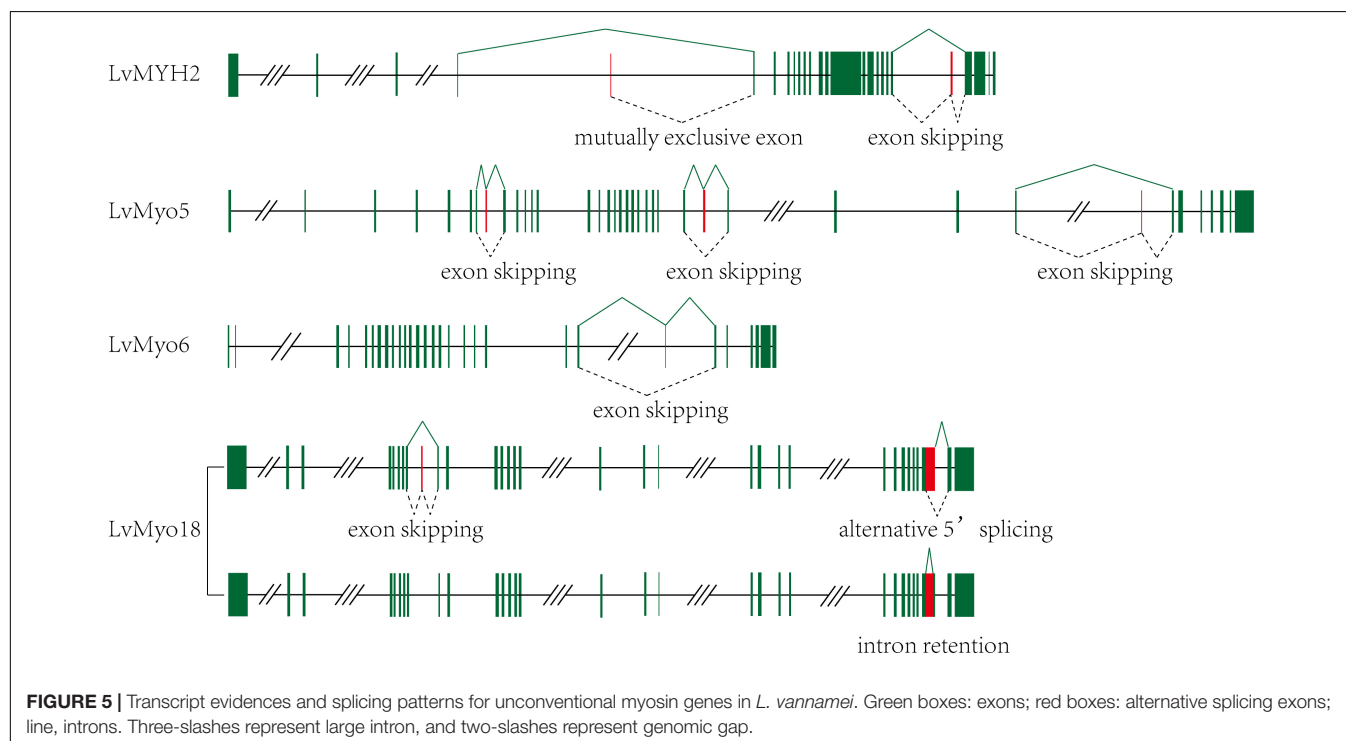 LvMYH2
mutually exclusive exon
exon skipping
LvMyo5
exon skipping
exon skipping
exon skipping
LvMyo6
exon skipping
LvMyo18
exon skipping
alternative 5’ splicing
intron retention
FIGURE 5 | Transcript evidences and splicing patterns for unconventional myosin genes in L. vannamei. Green boxes: exons; red boxes: alternative splicing exons;
line, introns. Three-slashes represent large intron, and two-slashes represent genomic gap.